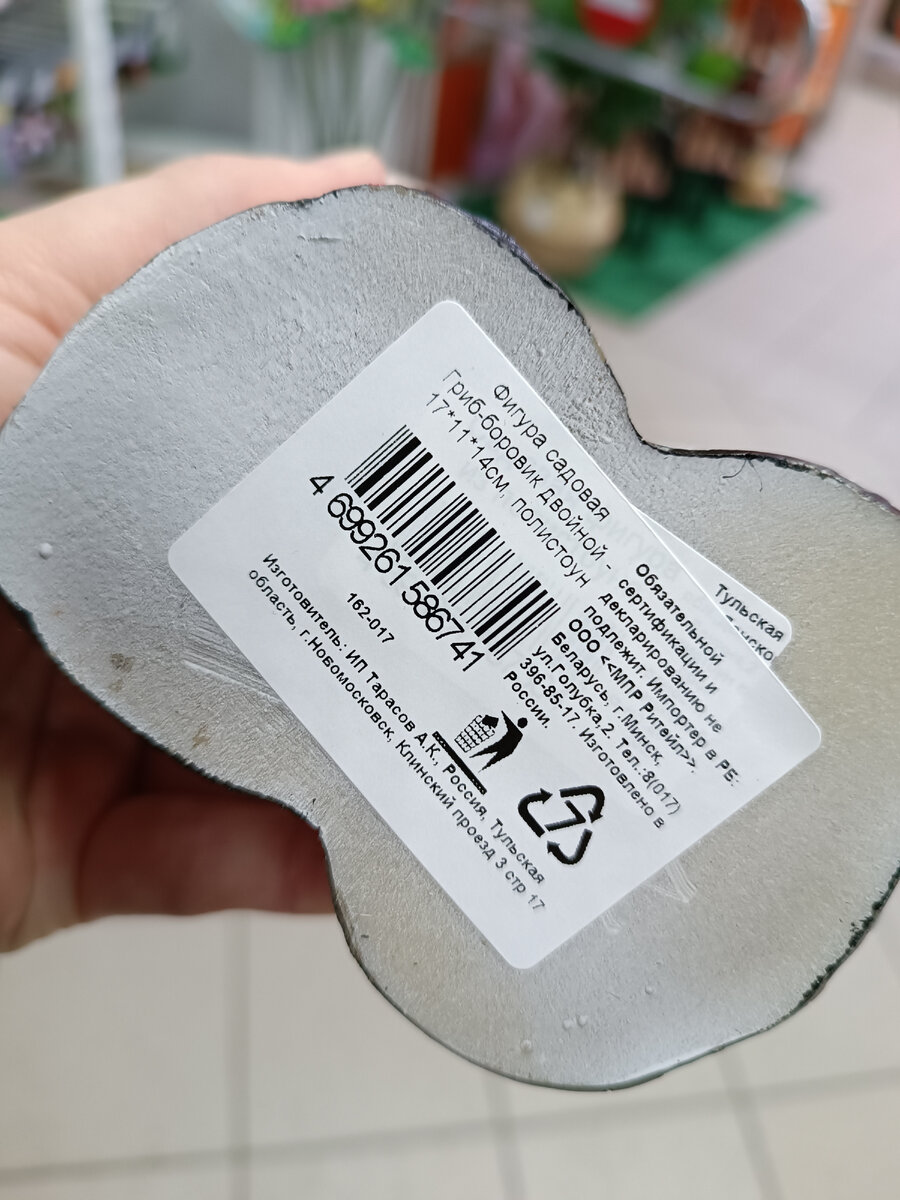 Фигура садовая
Гриб-боровик двойной -
17*11*14см, полистоун
4 699261 586741
162-017
Изготовитель: ИП Тарасов А.К., Россия, Тульская
область, г.Новомосковск, Клинский проезд 3 стр 17
Обязательной
сертификации и
декларированию не
подлежит. Импортер в РБ:
ООО <<МПР Ритейл>>.
Беларусь, г.Минск,
ул.Голубка,2. Тел.:8(017)
396-85-17. Изготовлено в
России.
7
Тульская